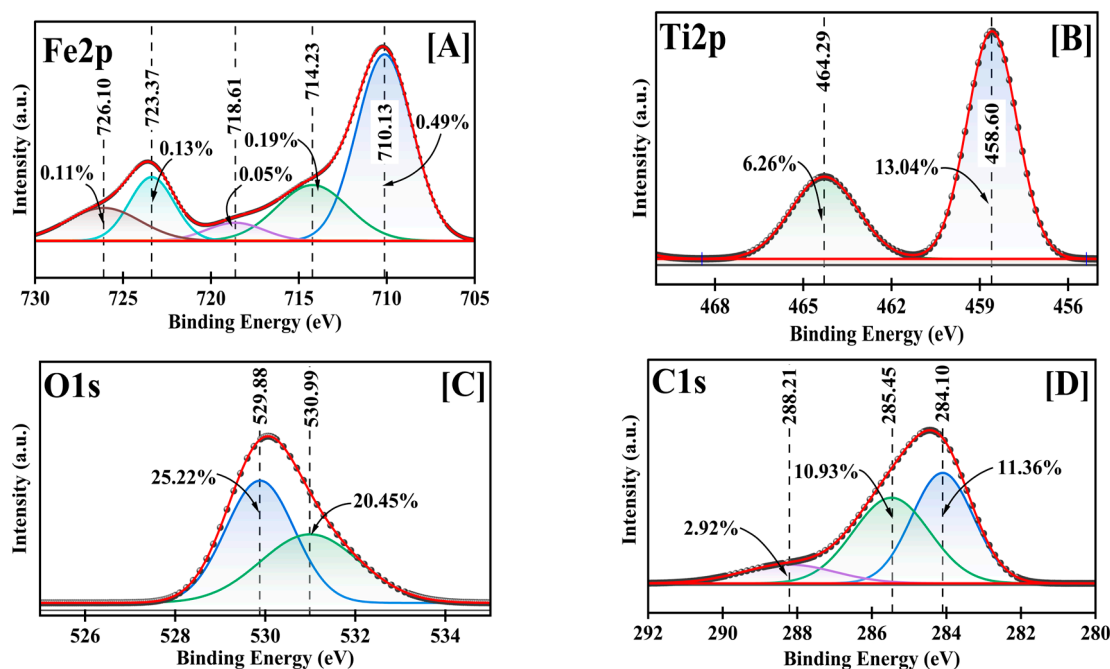 Fe2p
[A]
726.10
723.37
718.61
714.23
710.13
0.11%
0.13%
0.05%
0.19%
0.49%
Intensity (a.u.)
730 725 720 715 710 705
Binding Energy (eV)
Ti2p
[B]
464.29
458.60
6.26%
13.04%
Intensity (a.u.)
468 465 462 459 456
Binding Energy (eV)
O1s
[C]
529.88
530.99
25.22%
20.45%
Intensity (a.u.)
526 528 530 532 534
Binding Energy (eV)
C1s
[D]
288.21
285.45
284.10
2.92%
10.93%
11.36%
Intensity (a.u.)
292 290 288 286 284 282 280
Binding Energy (eV)